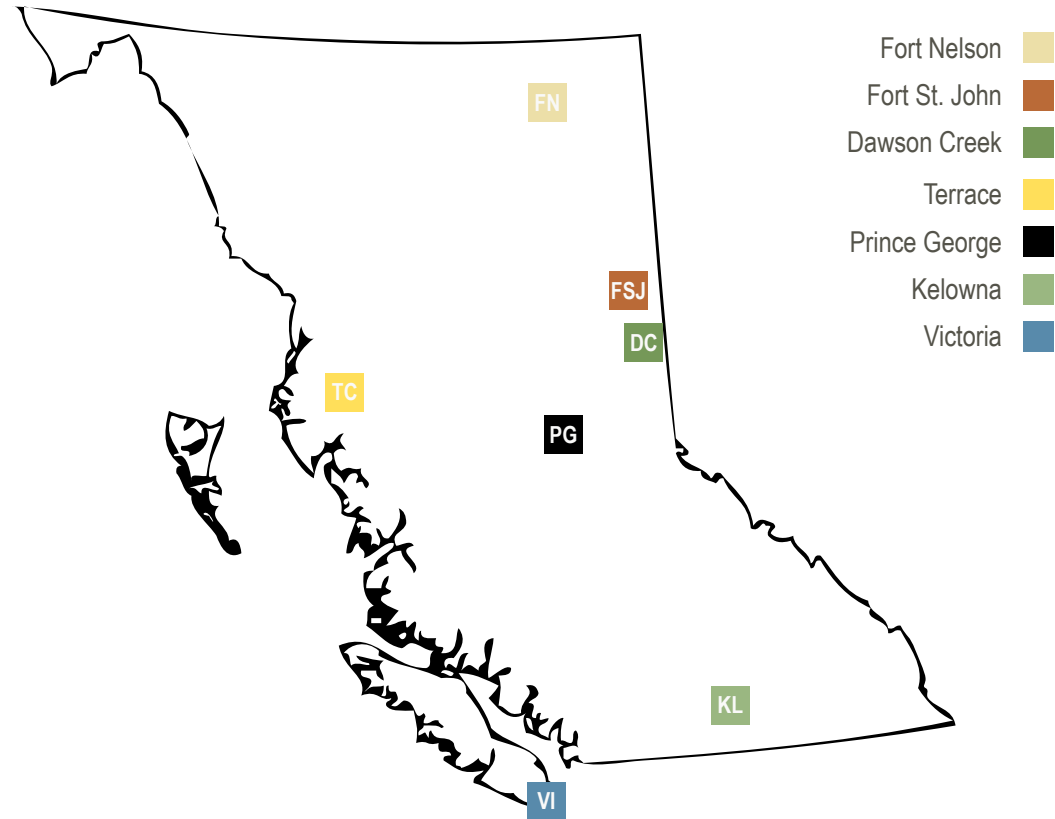 Fort Nelson
Fort St. John
Dawson Creek
Terrace
Prince George
Kelowna
Victoria
FN
FSJ
DC
TC
PG
KL
VI